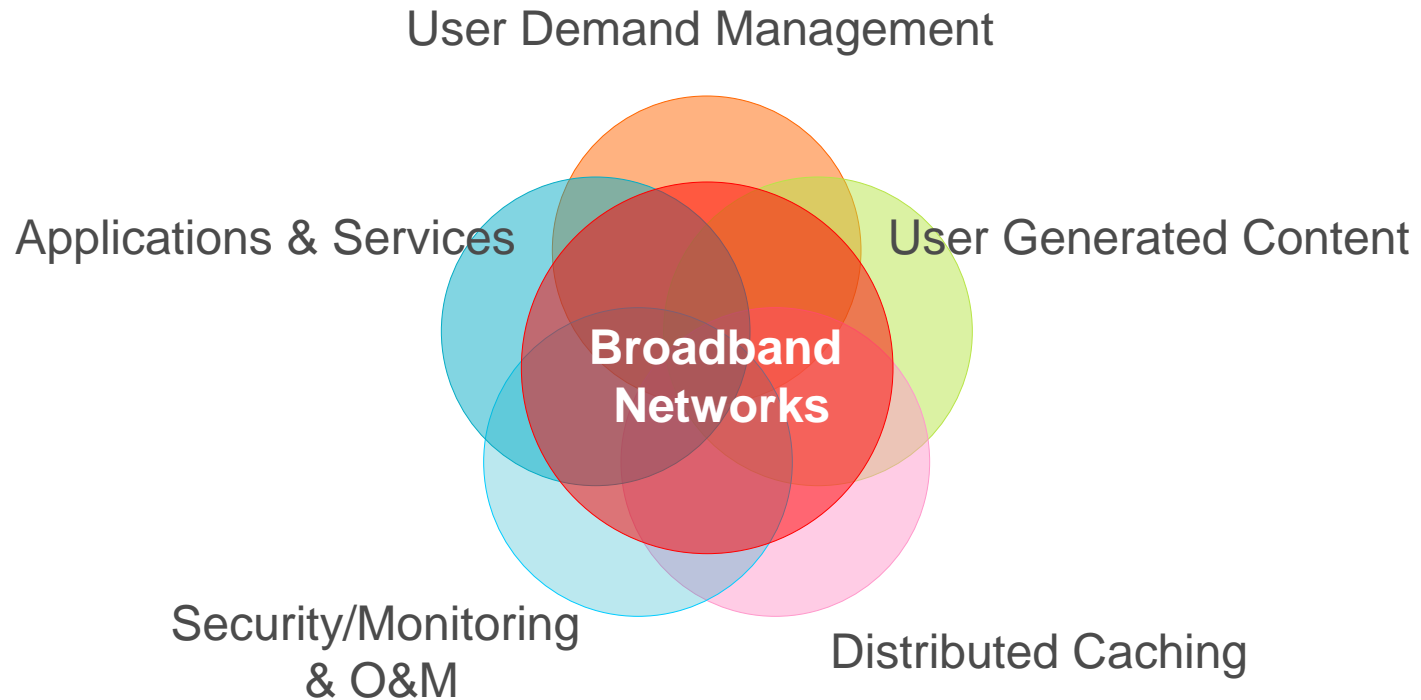 User Demand Management
Applications & Services
User Generated Content
Broadband
Networks
Security/Monitoring
& O&M
Distributed Caching